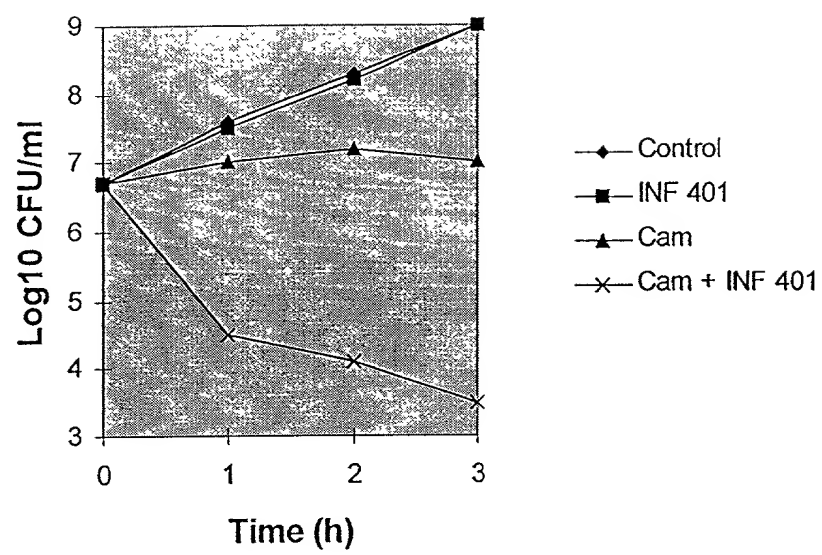 9
8
7
6
5
4
3
Log10 CFU/ml
0 1 2 3
Time (h)
Control
INF 401
Cam
Cam + INF 401